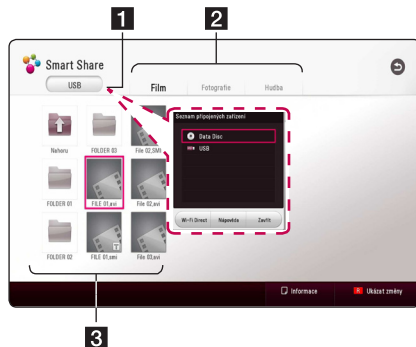 1
2
Smart Share
USB
Film
Fotografie
Hudba
Seznam připojených zařízení
Data Disc
USB
Wi-Fi Direct
Nápověda
Zavřít
Nahoru
FOLDER 03
File 02,SMI
FOLDER 01
FILE 01,avi
File 02,avi
FOLDER 02
FILE 01,smi
File 03,avi
T
Informace
R Ukázat změny
3